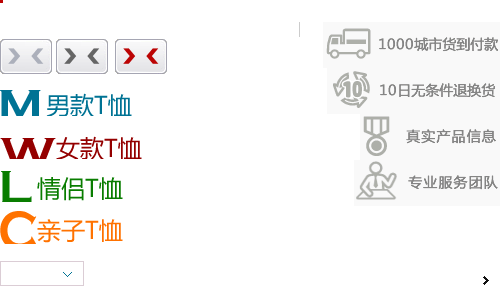 M 男款T恤
W 女款T恤
L 情侣T恤
C 亲子T恤
1000城市货到付款
10 10日无条件退换货
真实产品信息
专业服务团队